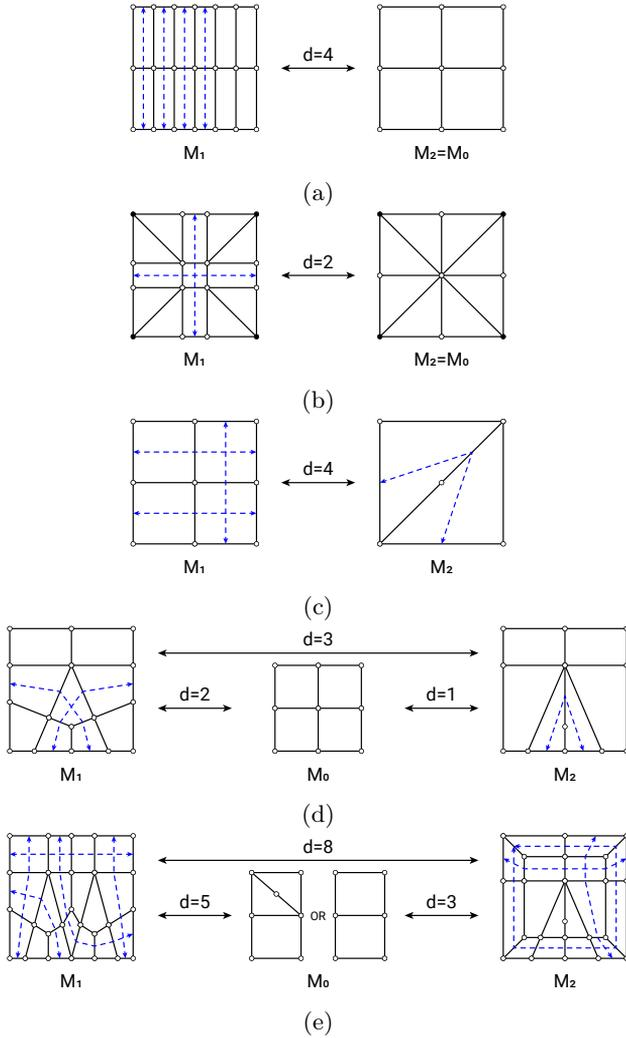 d=4
M₁ M₂=M₀
(a)
d=2
M₁ M₂=M₀
(b)
d=4
M₁ M₂
(c)
d=3
d=2 d=1
M₁ M₀ M₂
(d)
d=8
d=5 OR d=3
M₁ M₀ M₂
(e)